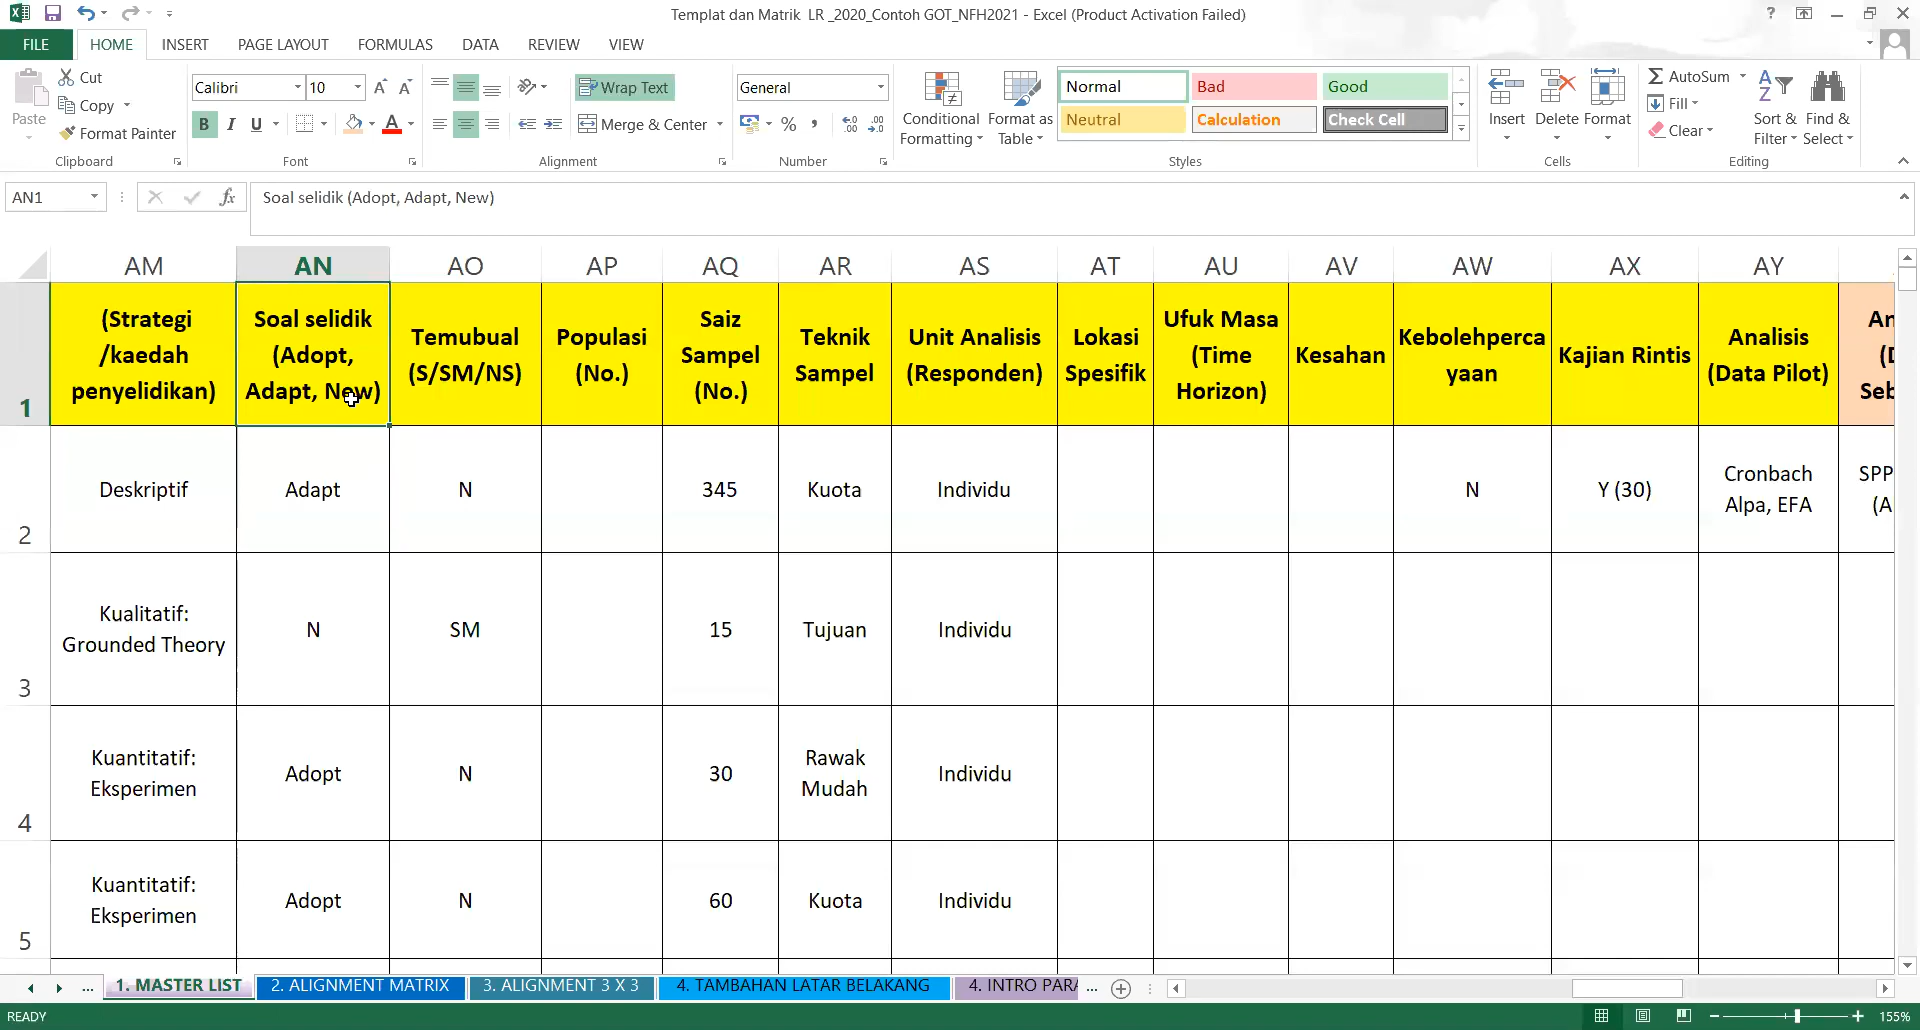 Templat dan Matrik LR _2020_Contoh GOT_NFH2021 - Excel (Product Activation Failed)
?
FILE HOME INSERT PAGE LAYOUT FORMULAS DATA REVIEW VIEW
Paste
Cut
Copy
Format Painter
Clipboard
Calibri 10
B I U
Font
Wrap Text
Merge & Center
Alignment
General
% ,
Number
Conditional Formatting
Format as Table
Normal Bad Good
Neutral Calculation Check Cell
Styles
Insert Delete Format
Cells
AutoSum
Fill
Clear
Sort & Filter
Find & Select
Editing
AN1 fx Soal selidik (Adopt, Adapt, New)
AM AN AO AP AQ AR AS AT AU AV AW AX AY
1
(Strategi
/kaedah
penyelidikan)
Soal selidik
(Adopt,
Adapt, New)
Temubual
(S/SM/NS)
Populasi
(No.)
Saiz
Sampel
(No.)
Teknik
Sampel
Unit Analisis
(Responden)
Lokasi
Spesifik
Ufuk Masa
(Time
Horizon)
Kesahan
Kebolehperca
yaan
Kajian Rintis
Analisis
(Data Pilot)
2
Deskriptif
Adapt
N
345
Kuota
Individu
N
Y (30)
Cronbach
Alpa, EFA
SPP
(A
3
Kualitatif:
Grounded Theory
N
SM
15
Tujuan
Individu
4
Kuantitatif:
Eksperimen
Adopt
N
30
Rawak
Mudah
Individu
5
Kuantitatif:
Eksperimen
Adopt
N
60
Kuota
Individu
... 1. MASTER LIST 2. ALIGNMENT MATRIX 3. ALIGNMENT 3 X 3 4. TAMBAHAN LATAR BELAKANG 4. INTRO PARA ...
READY 155%